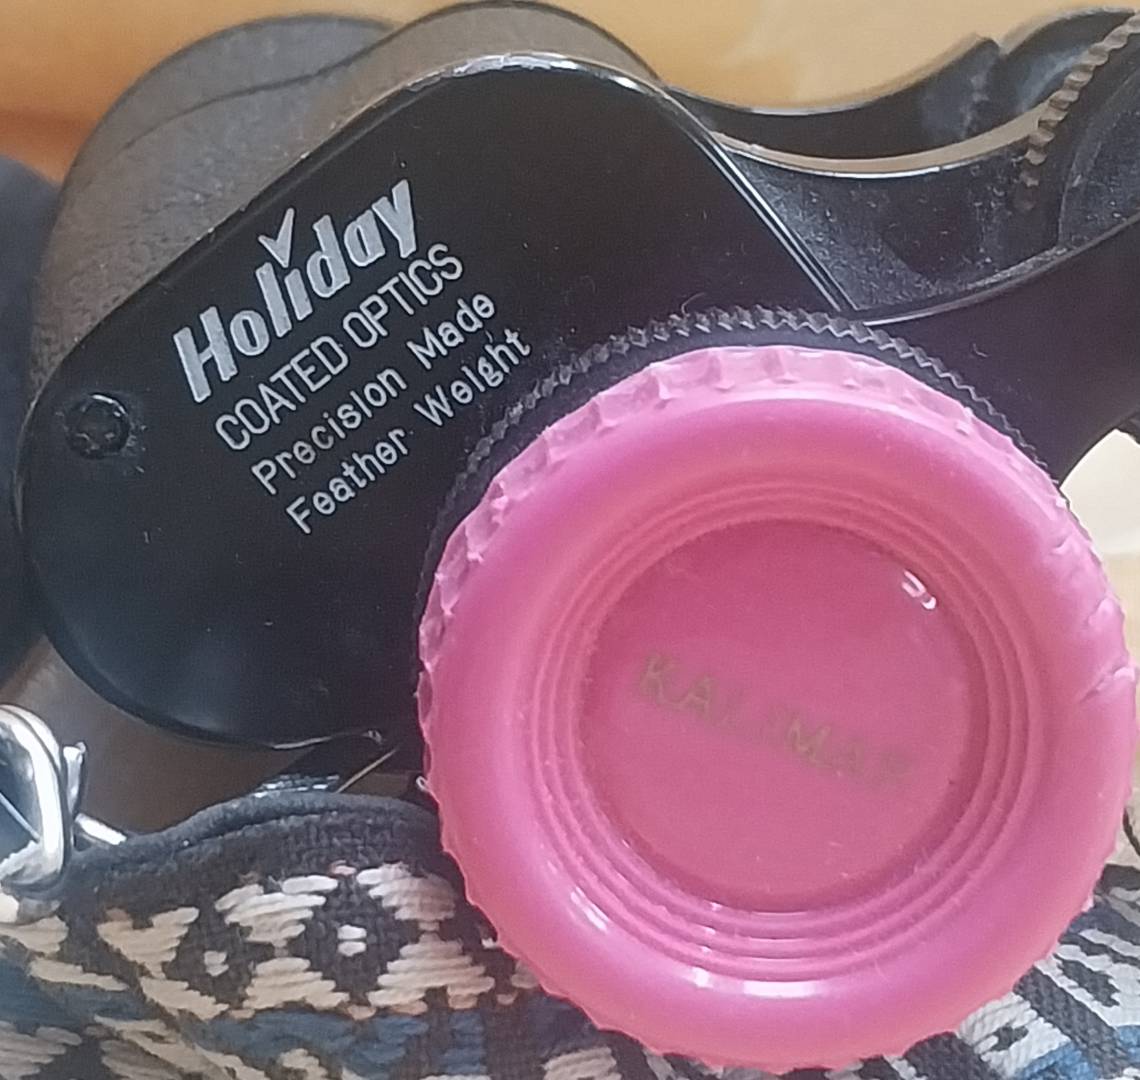 Holiday
COATED OPTICS
Precision Made
Feather Weight
KALIMAR